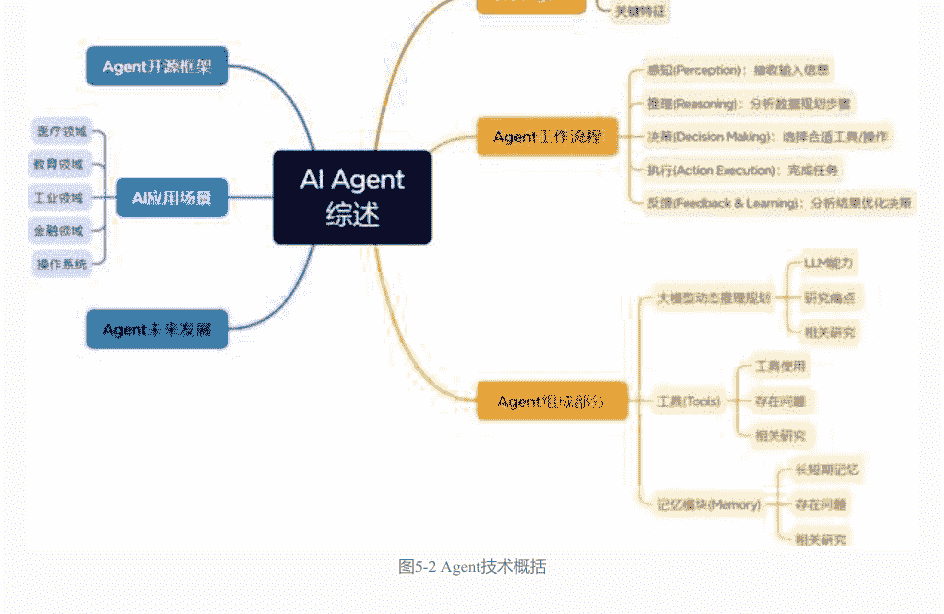 关键特征
Agent开源框架
感知(Perception)：接收输入信息
推理(Reasoning)：分析数据规划步骤
Agent工作流程
决策(Decision Making)：选择合适工具/操作
执行(Action Execution)：完成任务
反馈(Feedback & Learning)：分析结果优化决策
医疗领域
教育领域
工业领域
金融领域
操作系统
AI应用场景
AI Agent
综述
Agent未来发展
Agent组成部分
大模型动态推理规划
LLM能力
研究痛点
相关研究
工具(Tools)
工具使用
存在问题
相关研究
记忆模块(Memory)
长短期记忆
存在问题
相关研究
图5-2 Agent技术概括